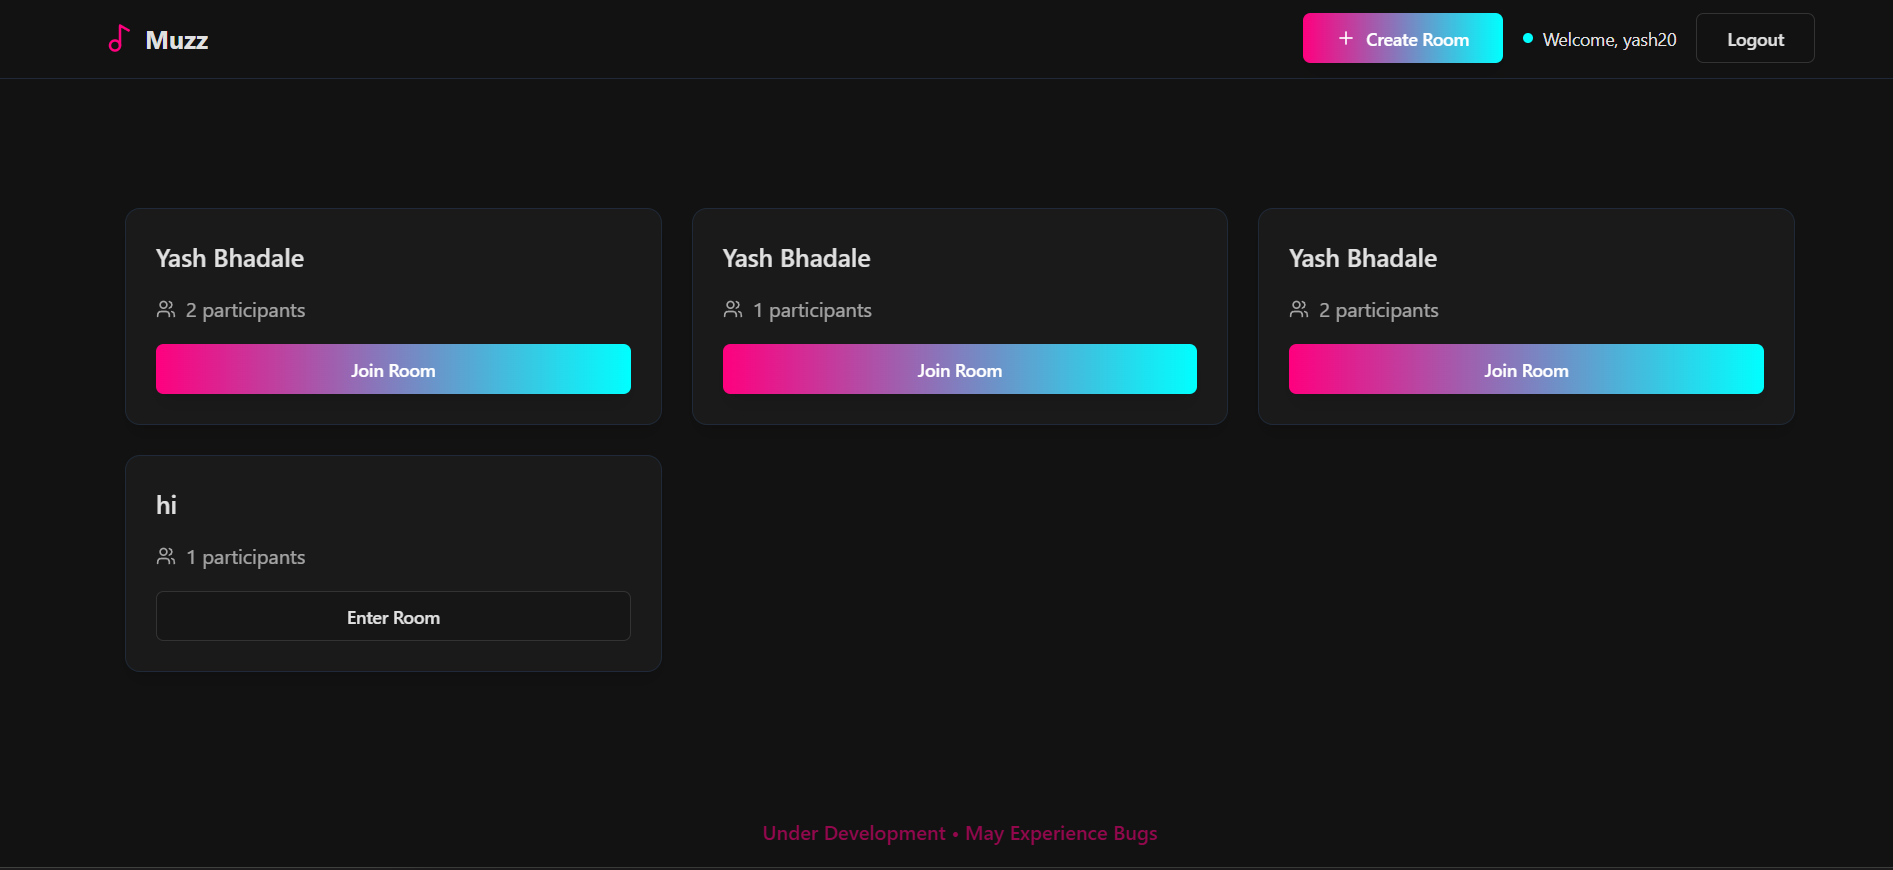 Muzz
Create Room
Welcome, yash20
Logout
Yash Bhadale
2 participants
Join Room
Yash Bhadale
1 participants
Join Room
Yash Bhadale
2 participants
Join Room
hi
1 participants
Enter Room
Under Development • May Experience Bugs